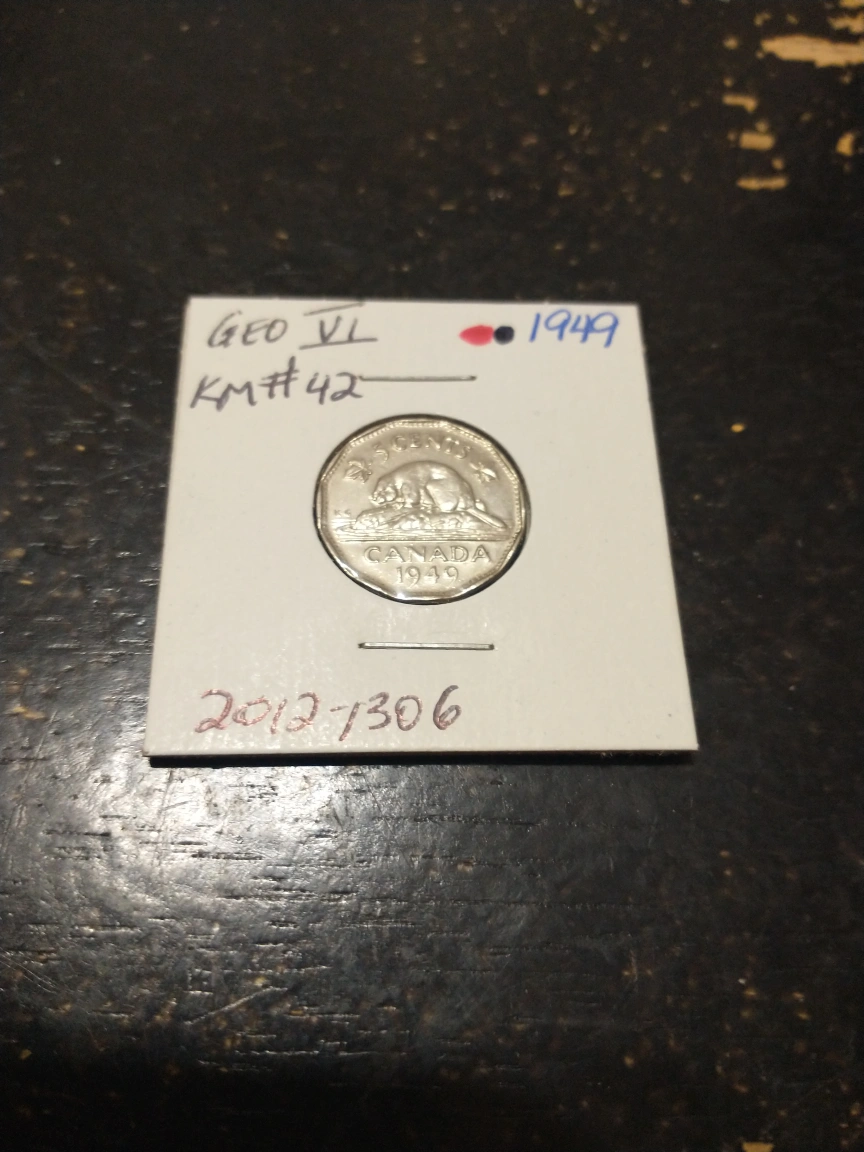 GEO VI
1949
KM# 42
5 CENTS
CANADA
1949
2012-1306